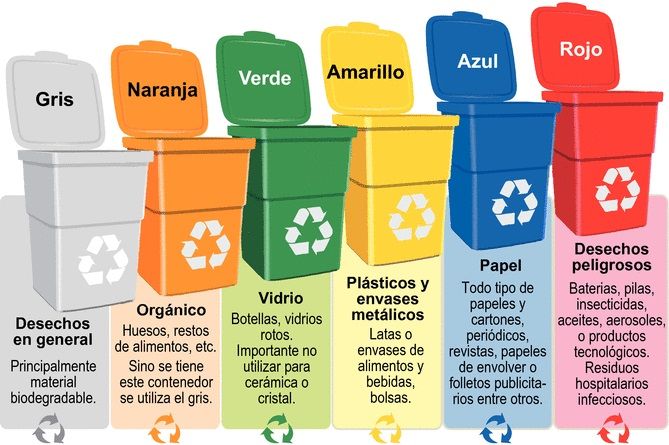 Gris
Desechos
en general
Principalmente
material
biodegradable.
Naranja
Orgánico
Huesos, restos
de alimentos, etc.
Sino se tiene
este contenedor
se utiliza el gris.
Verde
Vidrio
Botellas, vidrios
rotos.
Importante no
utilizar para
cerámica o
cristal.
Amarillo
Plásticos y
envases
metálicos
Latas o
envases de
alimentos y
bebidas,
bolsas.
Azul
Papel
Todo tipo de
papeles y
cartones,
periódicos,
revistas, papeles
de envolver o
folletos publicita-
rios entre otros.
Rojo
Desechos
peligrosos
Baterias, pilas,
insecticidas,
aceites, aerosoles,
o productos
tecnológicos.
Residuos
hospitalarios
infecciosos.